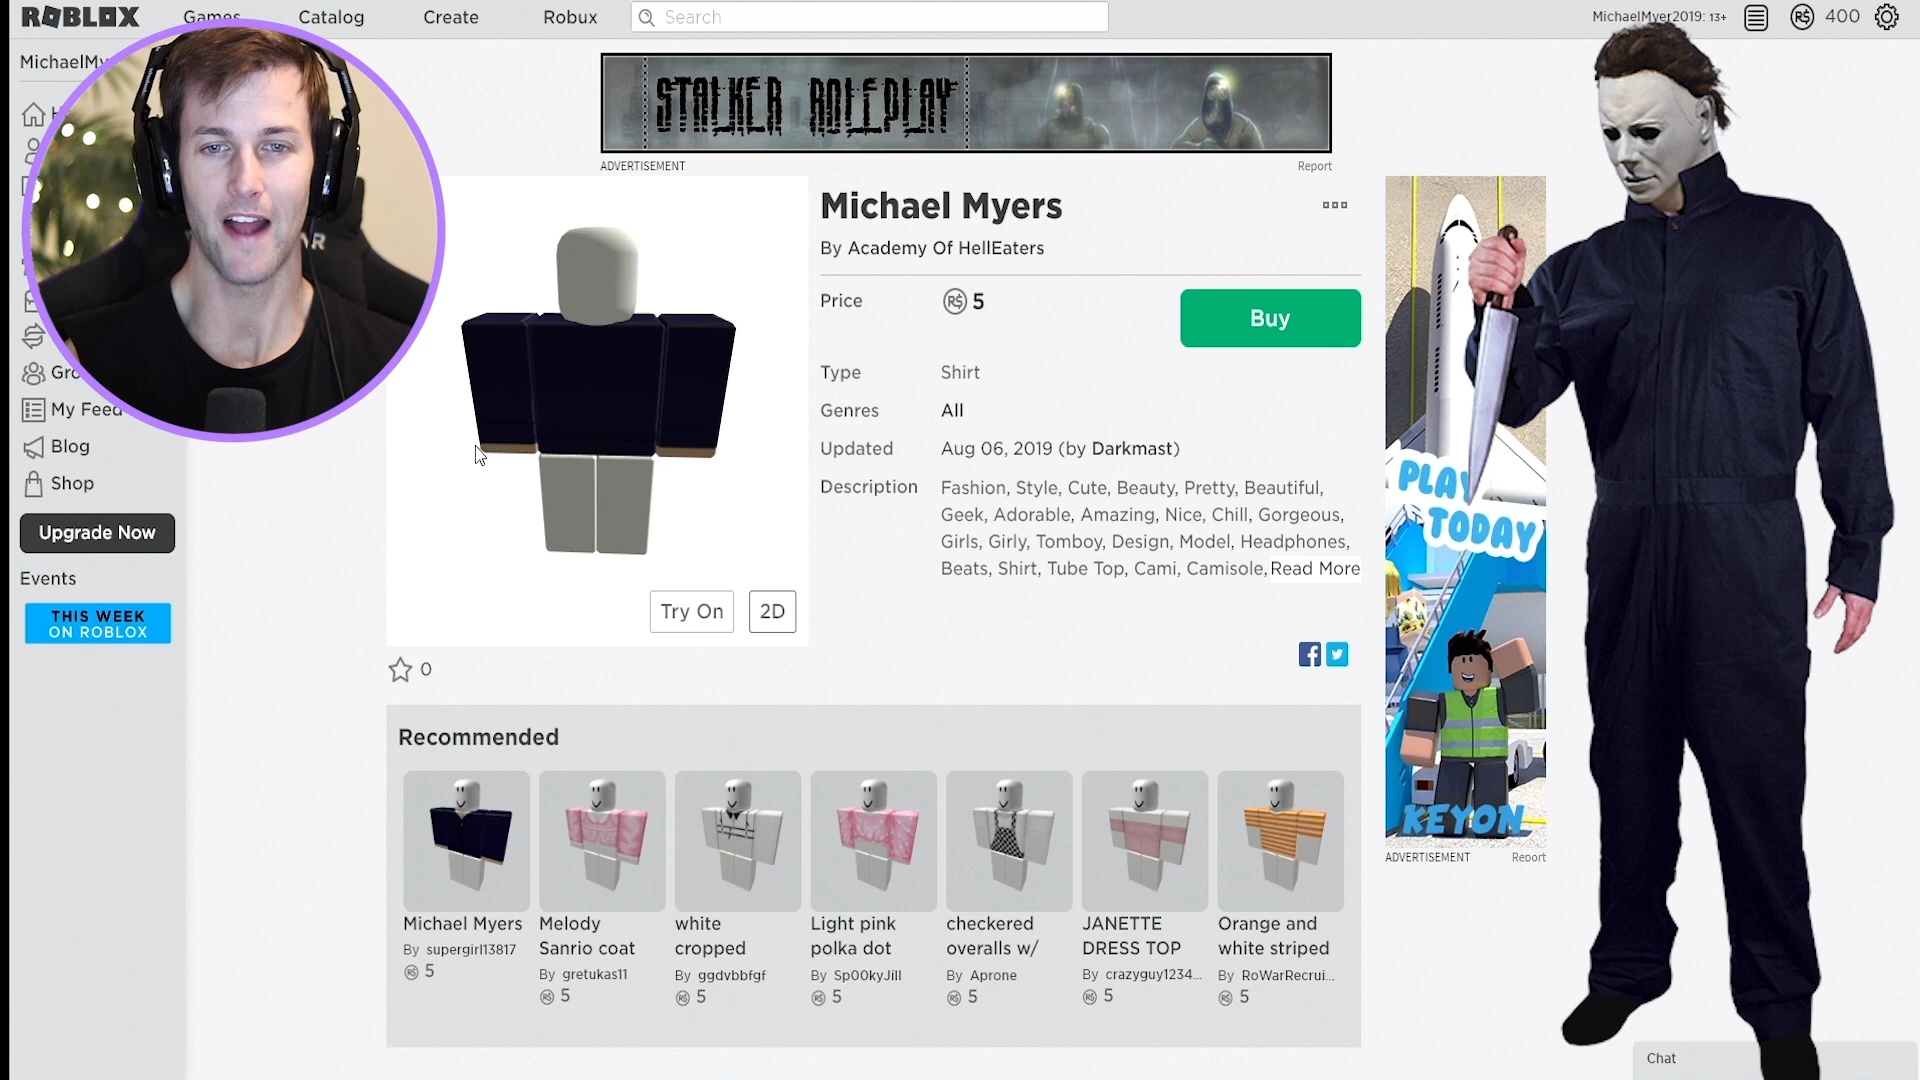 ROBLOX
Games
Catalog
Create
Robux
Search
MichaelMyer2019: 13+
400
MichaelMy
STALKER ROLEPLAY
ADVERTISEMENT
Report
Michael Myers
By Academy Of HellEaters
Price
5
Buy
Type
Shirt
Genres
All
Updated
Aug 06, 2019 (by Darkmast)
Description
Fashion, Style, Cute, Beauty, Pretty, Beautiful,
Geek, Adorable, Amazing, Nice, Chill, Gorgeous,
Girls, Girly, Tomboy, Design, Model, Headphones,
Beats, Shirt, Tube Top, Cami, Camisole, Read More
Try On
2D
0
Gro
My Feed
Blog
Shop
Upgrade Now
Events
THIS WEEK
ON ROBLOX
PLAY
TODAY
KEYON
ADVERTISEMENT
Report
Recommended
Michael Myers
By supergirl13817
5
Melody
Sanrio coat
By gretukas11
5
white
cropped
By ggdvbbfgf
5
Light pink
polka dot
By Sp00kyJill
5
checkered
overalls w/
By Aprone
5
JANETTE
DRESS TOP
By crazyguy1234...
5
Orange and
white striped
By RoWarRecrui...
5
Chat